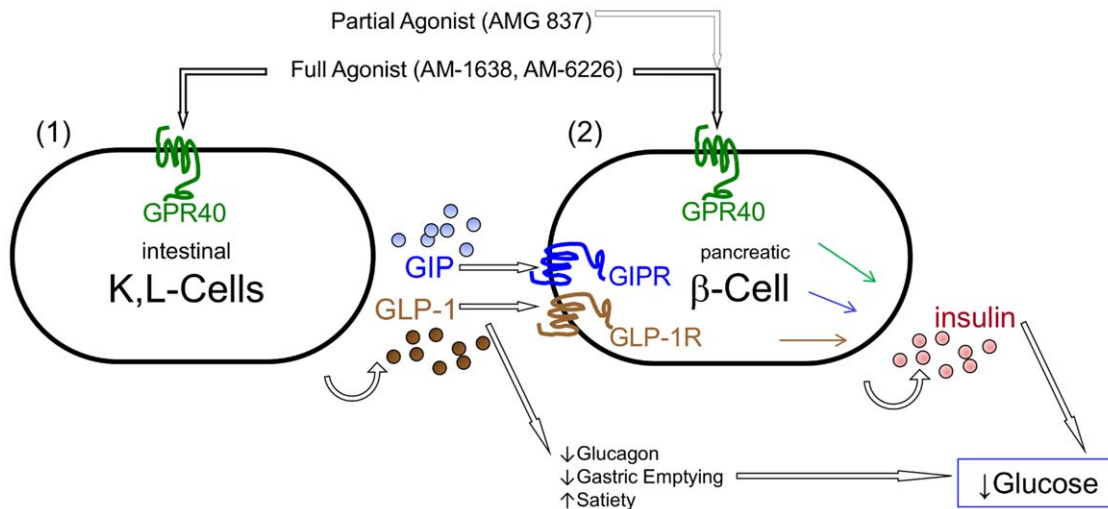 Partial Agonist (AMG 837)
Full Agonist (AM-1638, AM-6226)
(1)
(2)
GPR40
GPR40
intestinal
K,L-Cells
pancreatic
β-Cell
GIP
GIPR
GLP-1
GLP-1R
insulin
↓Glucagon
↓Gastric Emptying
↑Satiety
↓Glucose